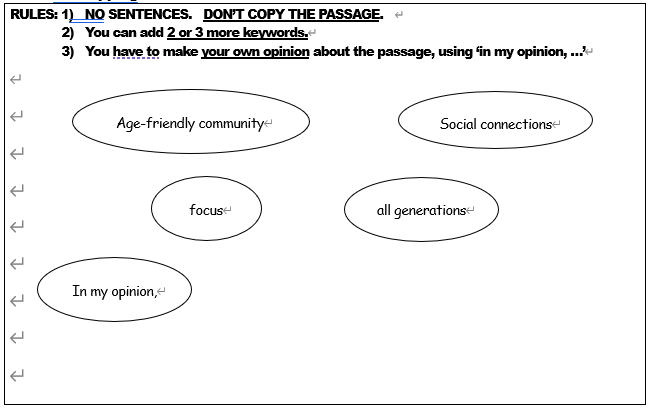 RULES: 1) NO SENTENCES. DON'T COPY THE PASSAGE.
2) You can add 2 or 3 more keywords.
3) You have to make your own opinion about the passage, using 'in my opinion, ...'
Age-friendly community
Social connections
focus
all generations
In my opinion,